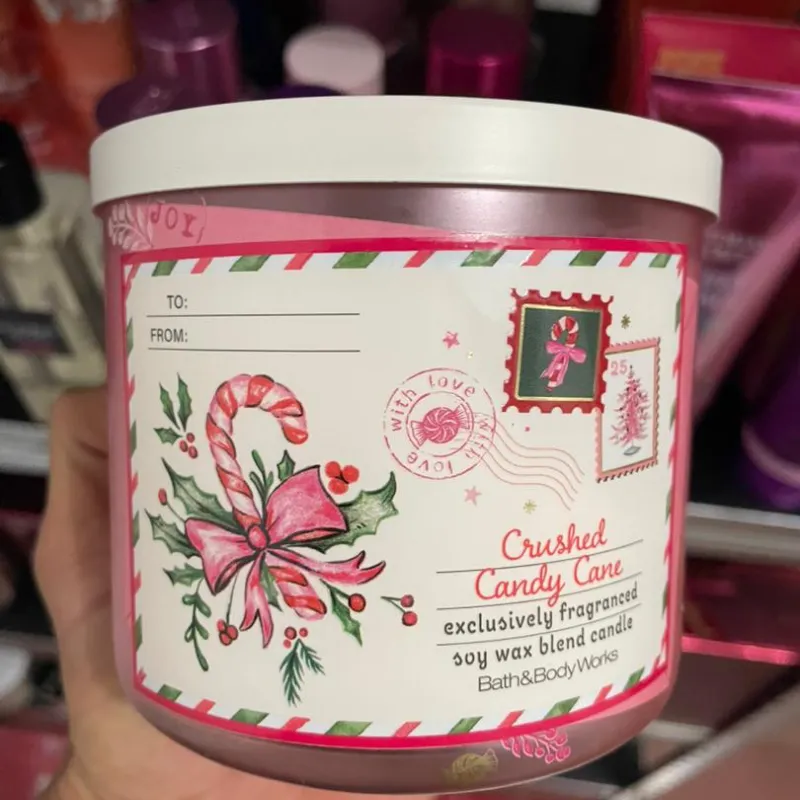 JOY
TO:
FROM:
25
with love
with love
with
Crushed
Candy Cane
exclusively fragranced
soy wax blend candle
Bath&BodyWorks